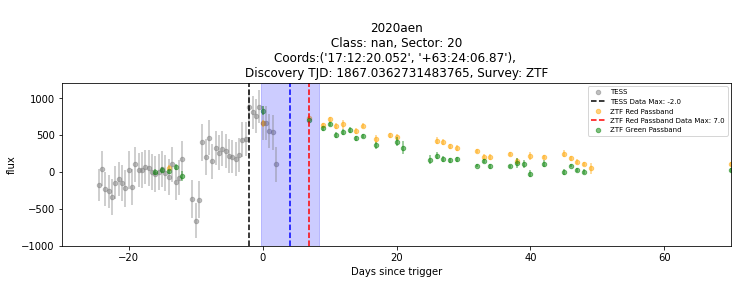 2020aen
Class: nan, Sector: 20
Coords:('17:12:20.052', '+63:24:06.87'),
Discovery TJD: 1867.0362731483765, Survey: ZTF
1000
500
0
−500
−1000
flux
TESS
TESS Data Max: -2.0
ZTF Red Passband
ZTF Red Passband Data Max: 7.0
ZTF Green Passband
−20
0
20
40
60
Days since trigger